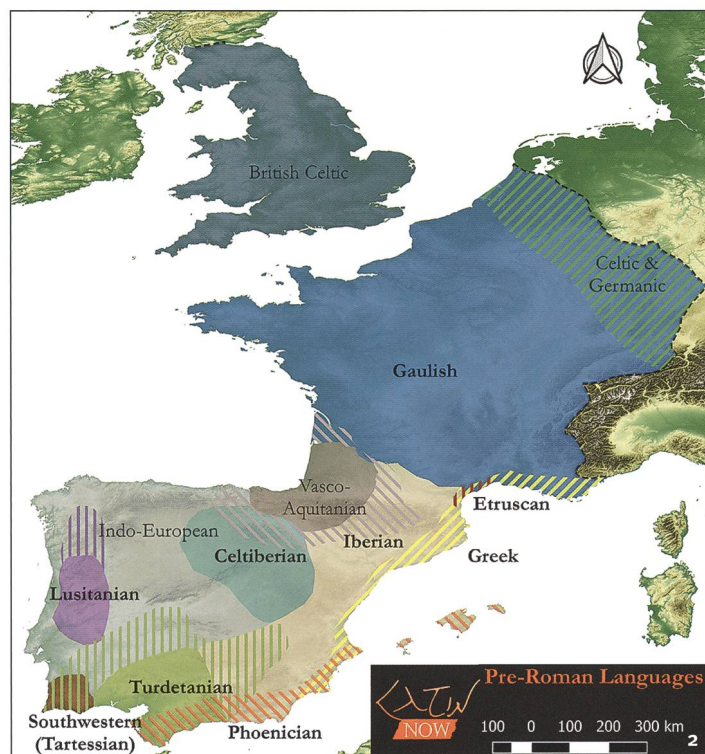 British Celtic
Celtic &
Germanic
Gaulish
Vasco-
Aquitanian
Etruscan
Indo-European
Celtiberian
Iberian
Greek
Lusitanian
Turdetanian
Southwestern
(Tartessian)
Phoenician
Pre-Roman Languages
NOW
100 0 100 200 300 km
2